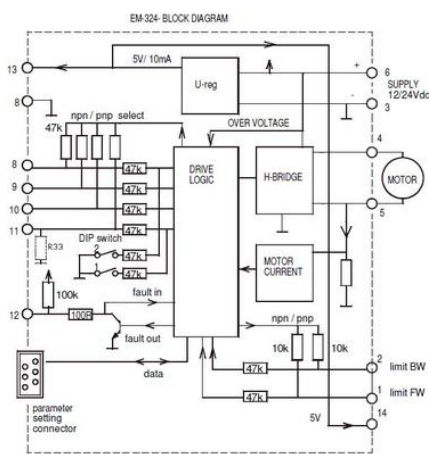 EM-324- BLOCK DIAGRAM
5V/ 10mA
13
U-reg
+
6
SUPPLY
12/24Vdc
-
3
8
npn / pnp select
47k
OVER VOLTAGE
4
8
47k
DRIVE
LOGIC
H-BRIDGE
MOTOR
9
47k
10
47k
5
11
47k
R33
DIP switch
2
47k
1
47k
MOTOR
CURRENT
100k
fault in
12
100R
npn / pnp
fault out
10k
10k
data
47k
2
limit BW
47k
1
limit FW
parameter
setting
connector
5V
14